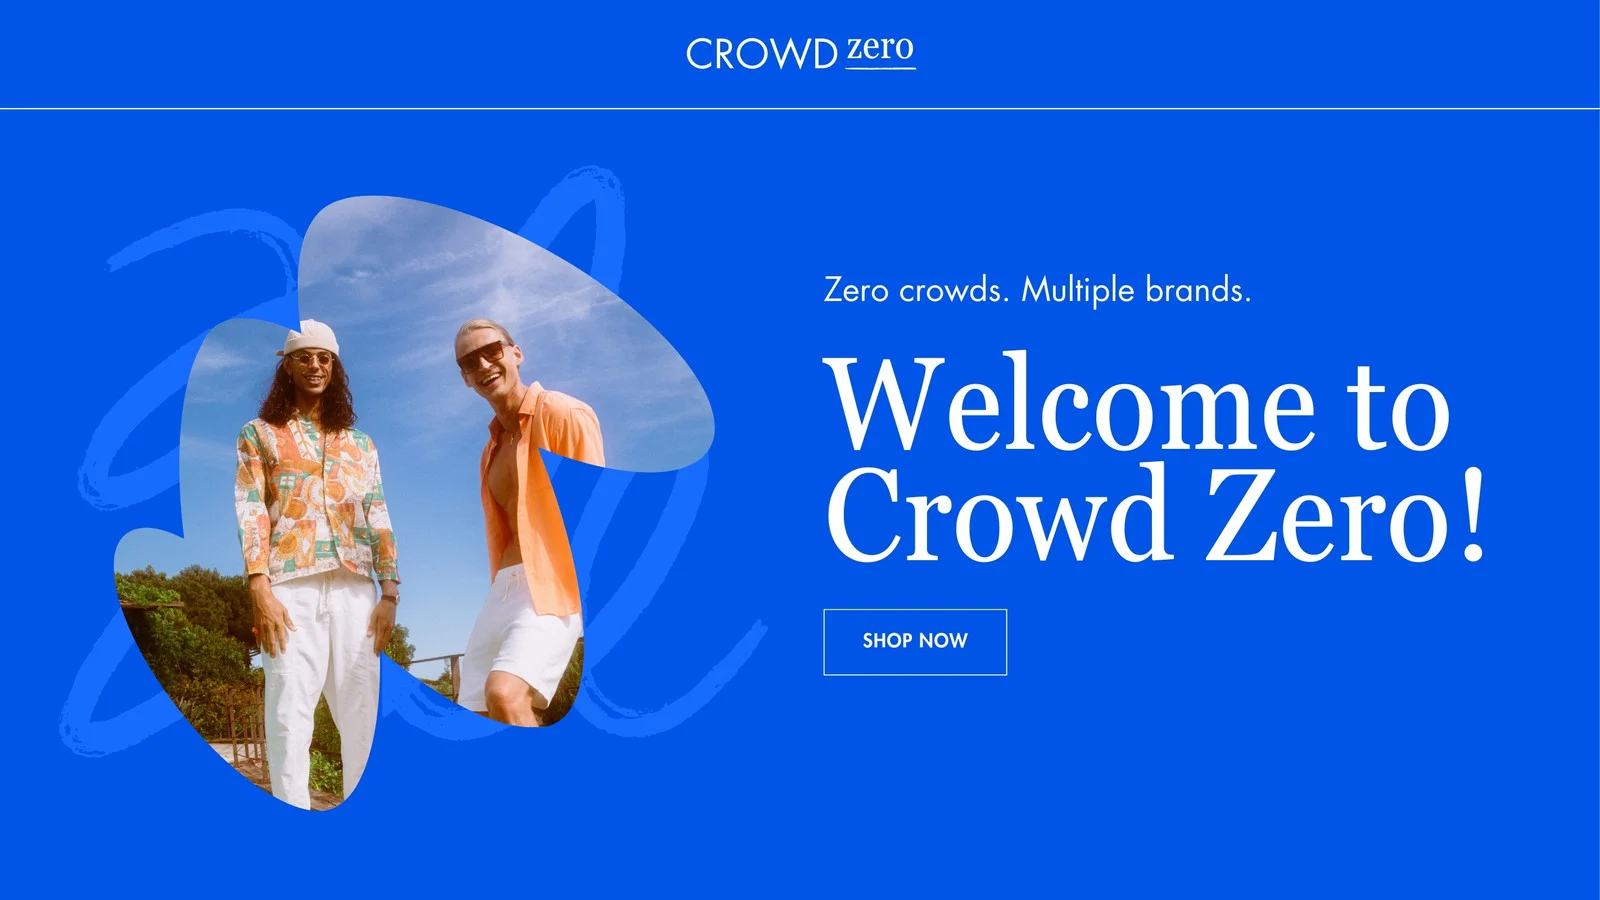 CROWD zero
Zero crowds. Multiple brands.
Welcome to
Crowd Zero!
SHOP NOW